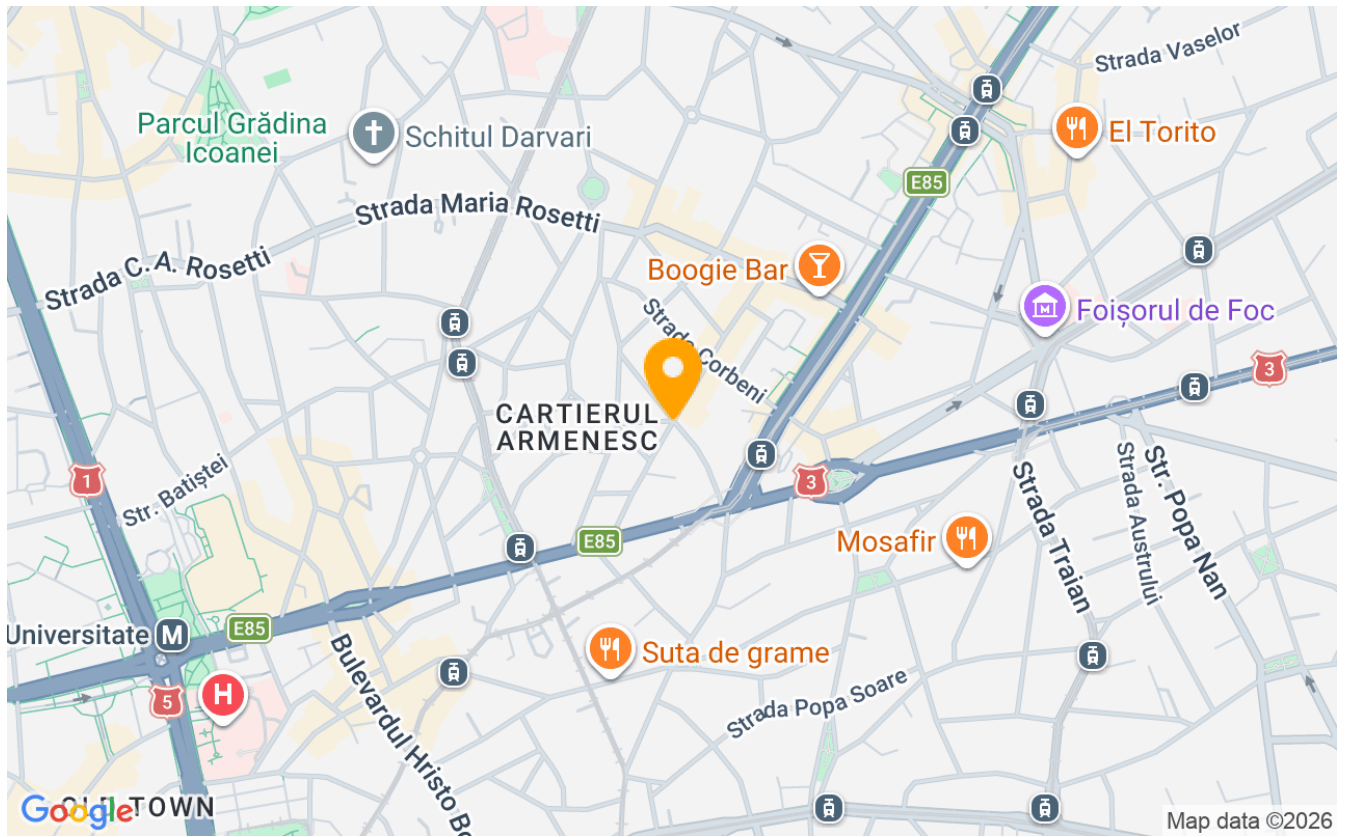 Strada Vaselor
Parcul Grădina
Icoanei
Schitul Darvari
El Torito
E85
Strada Maria Rosetti
Strada C. A. Rosetti
Boogie Bar
Strada Corbeni
Foișorul de Foc
3
CARTIERUL
ARMENESC
1
Str. Batiștei
3
Strada Traian
Strada Austrului
Str. Popa Nan
E85
Mosafir
Universitate
M
E85
Suta de grame
5
H
Bulevardul Hristo Bo
Strada Popa Soare
Google
TOWN
Map data ©2026